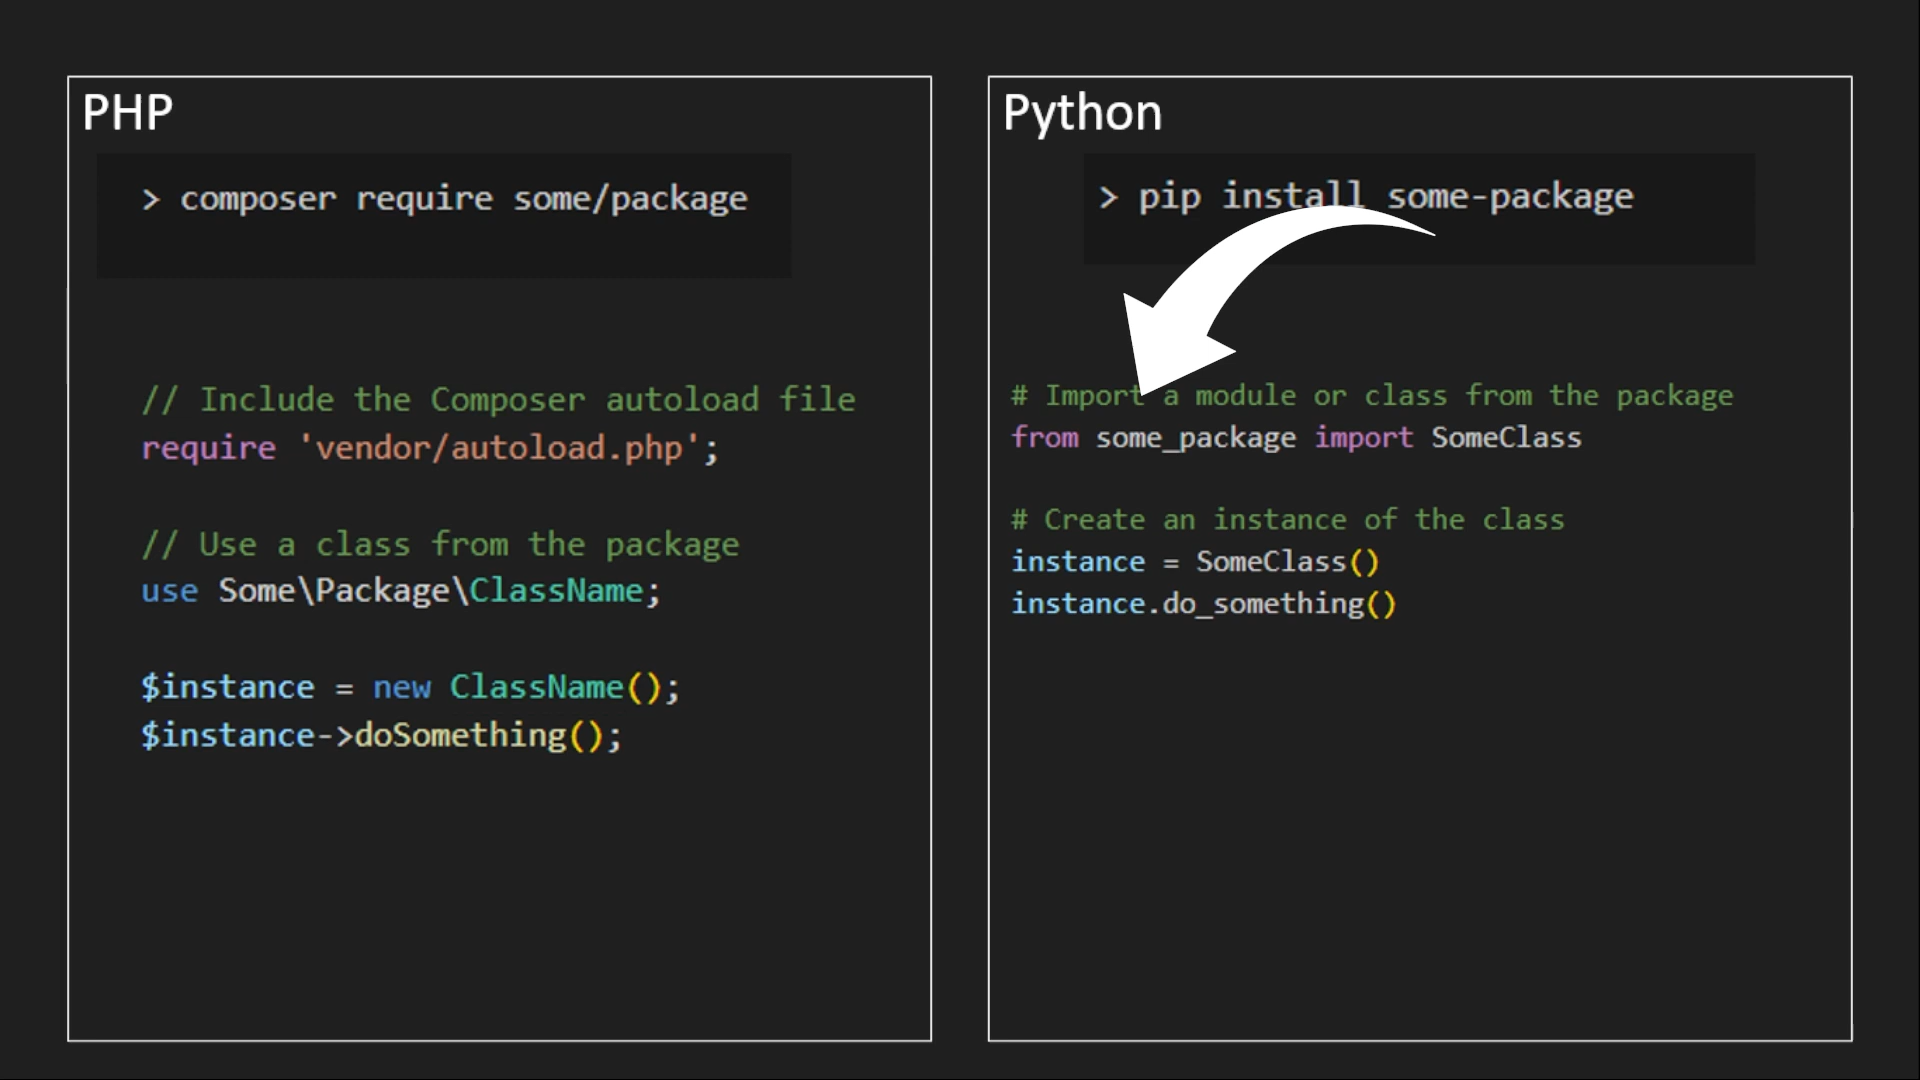 PHP
> composer require some/package
// Include the Composer autoload file
require 'vendor/autoload.php';
// Use a class from the package
use Some\Package\ClassName;
$instance = new ClassName();
$instance->doSomething();
Python
> pip install some-package
# Import a module or class from the package
from some_package import SomeClass
# Create an instance of the class
instance = SomeClass()
instance.do_something()